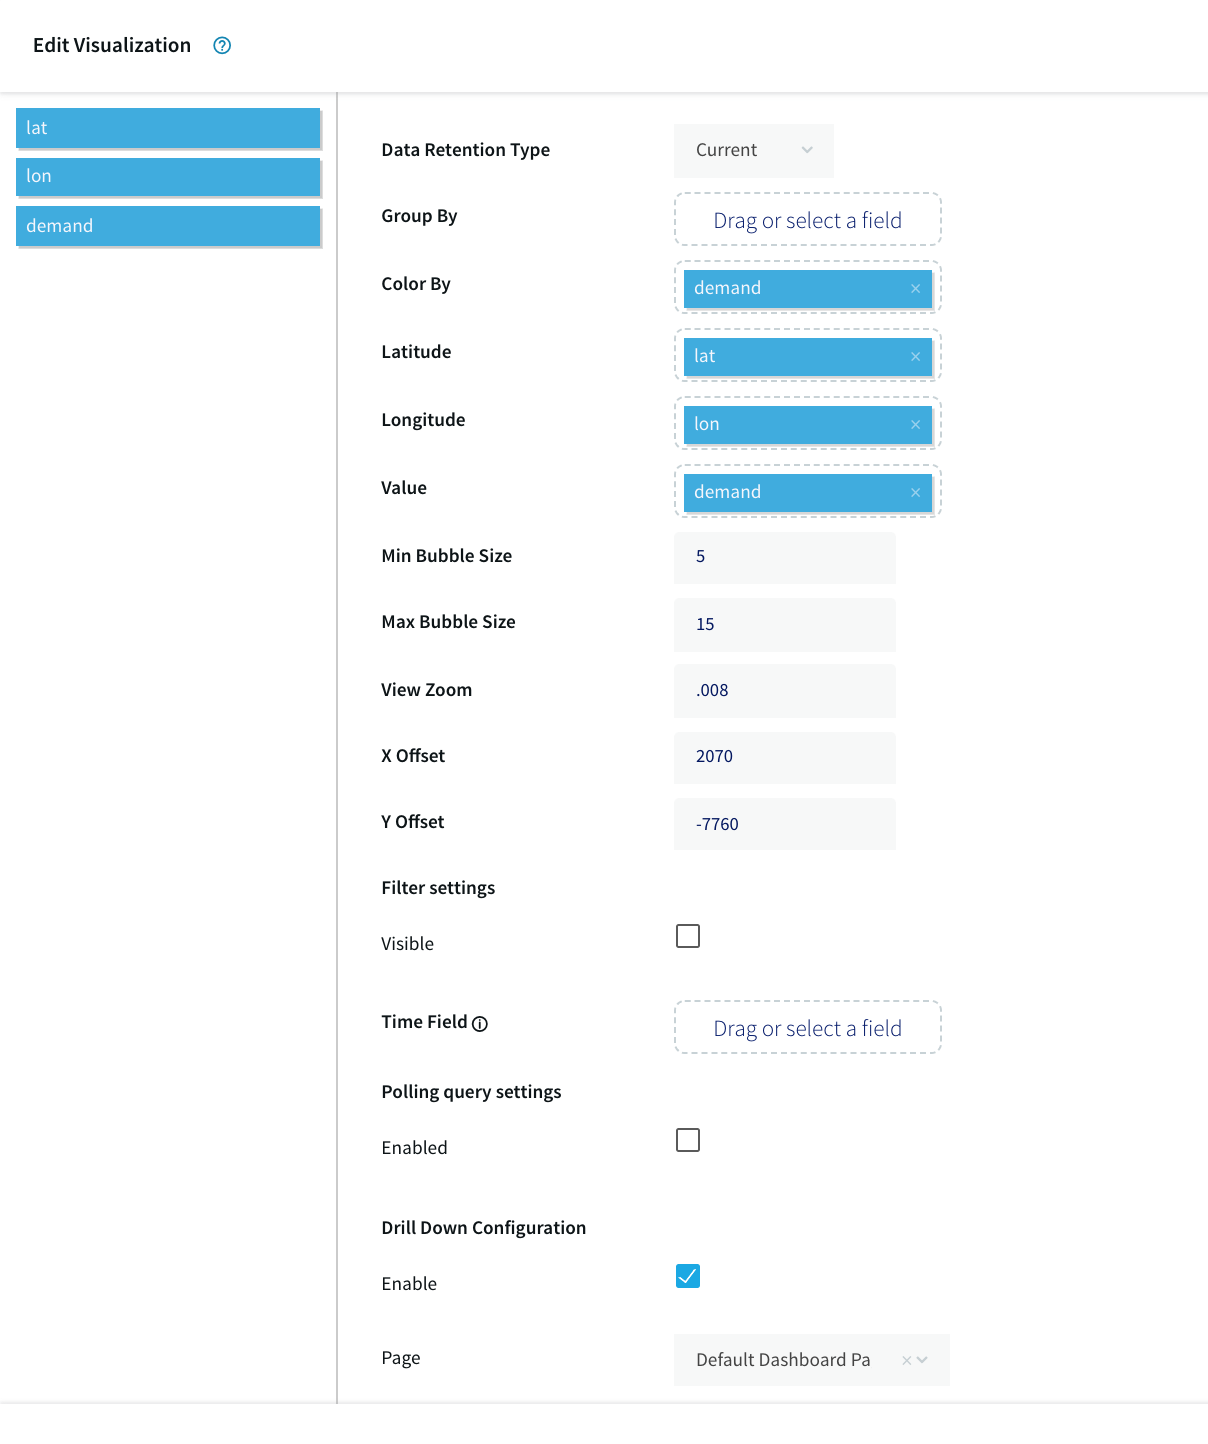 Edit Visualization
lat
lon
demand
Data Retention Type
Current
Group By
Drag or select a field
Color By
demand
Latitude
lat
Longitude
lon
Value
demand
Min Bubble Size
5
Max Bubble Size
15
View Zoom
.008
X Offset
2070
Y Offset
-7760
Filter settings
Visible
Time Field
Drag or select a field
Polling query settings
Enabled
Drill Down Configuration
Enable
Page
Default Dashboard Pa